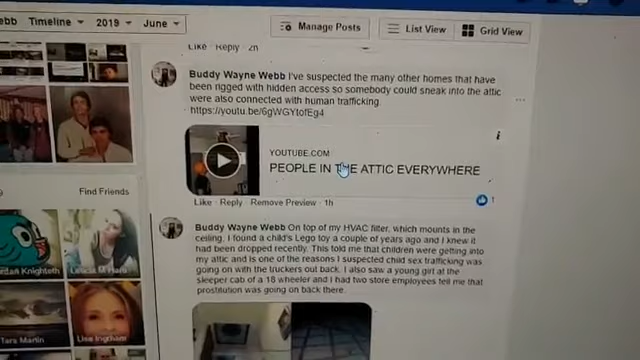 ebb Timeline 2019 June
Manage Posts List View Grid View
Like Reply 2h
Buddy Wayne Webb I've suspected the many other homes that have
been rigged with hidden access so somebody could sneak into the attic
were also connected with human trafficking
https://youtu.be/6gWGYtofEg4
YOUTUBE.COM
PEOPLE IN THE ATTIC EVERYWHERE
Like · Reply · Remove Preview · 1h
1
Find Friends
Buddy Wayne Webb On top of my HVAC filter, which mounts in the
ceiling, I found a child's Lego toy a couple of years ago and I knew it
had been dropped recently. This told me that children were getting into
my attic and is one of the reasons I suspected child sex trafficking was
going on with the truckers out back. I also saw a young girl at the
sleeper cab of a 18 wheeler and I had two store employees tell me that
prostitution was going on back there.
Knighteth
Tara Martin
Lisa Ingtham